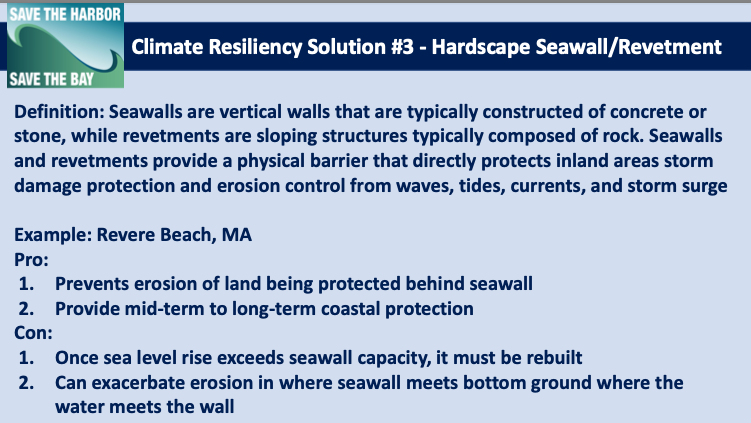 SAVE THE HARBOR
SAVE THE BAY
Climate Resiliency Solution #3 - Hardscape Seawall/Revetment
Definition: Seawalls are vertical walls that are typically constructed of concrete or
stone, while revetments are sloping structures typically composed of rock. Seawalls
and revetments provide a physical barrier that directly protects inland areas storm
damage protection and erosion control from waves, tides, currents, and storm surge
Example: Revere Beach, MA
Pro:
1. Prevents erosion of land being protected behind seawall
2. Provide mid-term to long-term coastal protection
Con:
1. Once sea level rise exceeds seawall capacity, it must be rebuilt
2. Can exacerbate erosion in where seawall meets bottom ground where the
water meets the wall